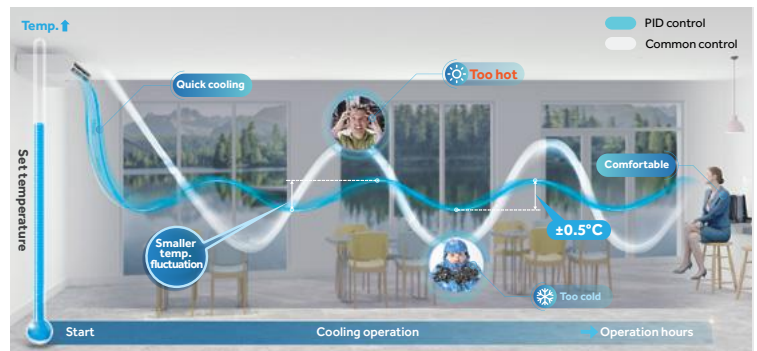 Temp.
PID control
Common control
Too hot
Quick cooling
Set temperature
Comfortable
Smaller
temp.
fluctuation
±0.5°C
Too cold
Start
Cooling operation
Operation hours